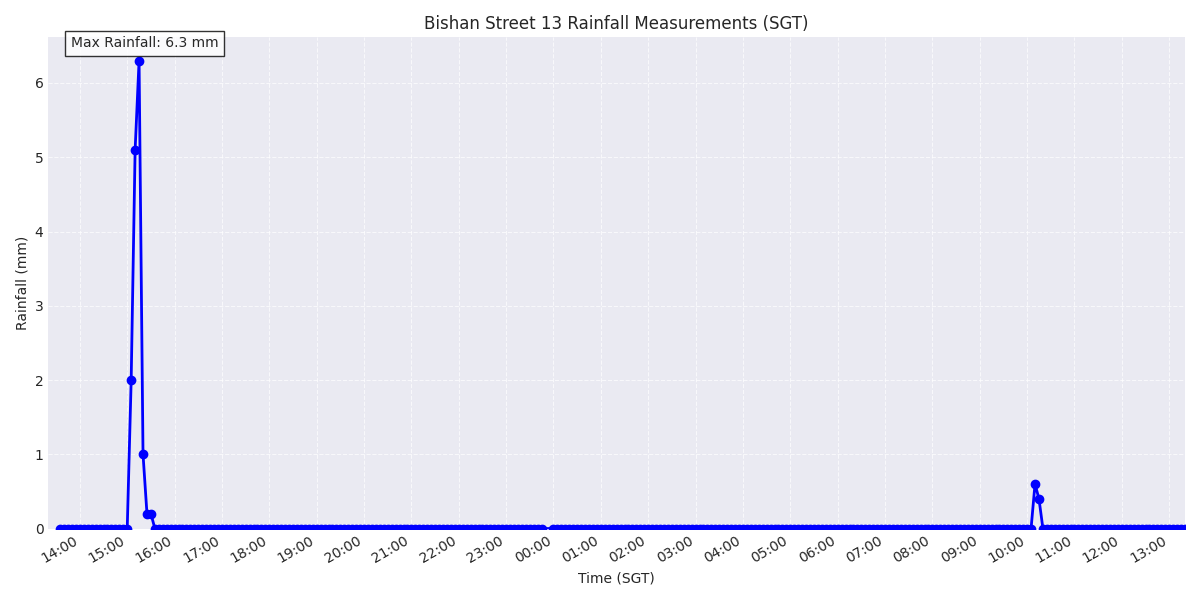 Bishan Street 13 Rainfall Measurements (SGT)
Max Rainfall: 6.3 mm
6
5
4
3
2
1
0
Rainfall (mm)
14:00 15:00 16:00 17:00 18:00 19:00 20:00 21:00 22:00 23:00 00:00 01:00 02:00 03:00 04:00 05:00 06:00 07:00 08:00 09:00 10:00 11:00 12:00 13:00
Time (SGT)